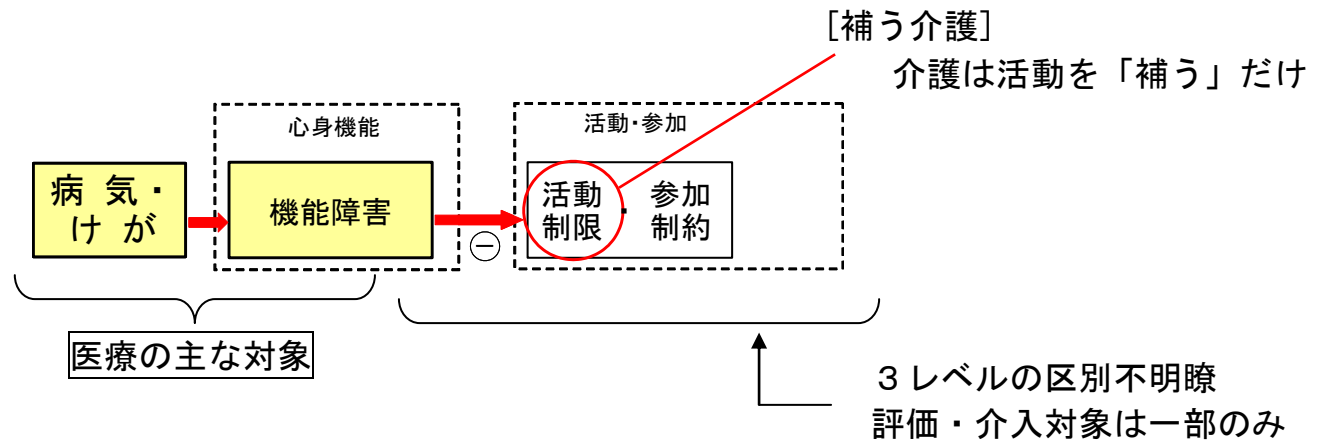 [補う介護]
介護は活動を「補う」だけ
心身機能
活動・参加
病 気・
け が
機能障害
活動
制限
・
参加
制約
㊀
医療の主な対象
3レベルの区別不明瞭
評価・介入対象は一部のみ